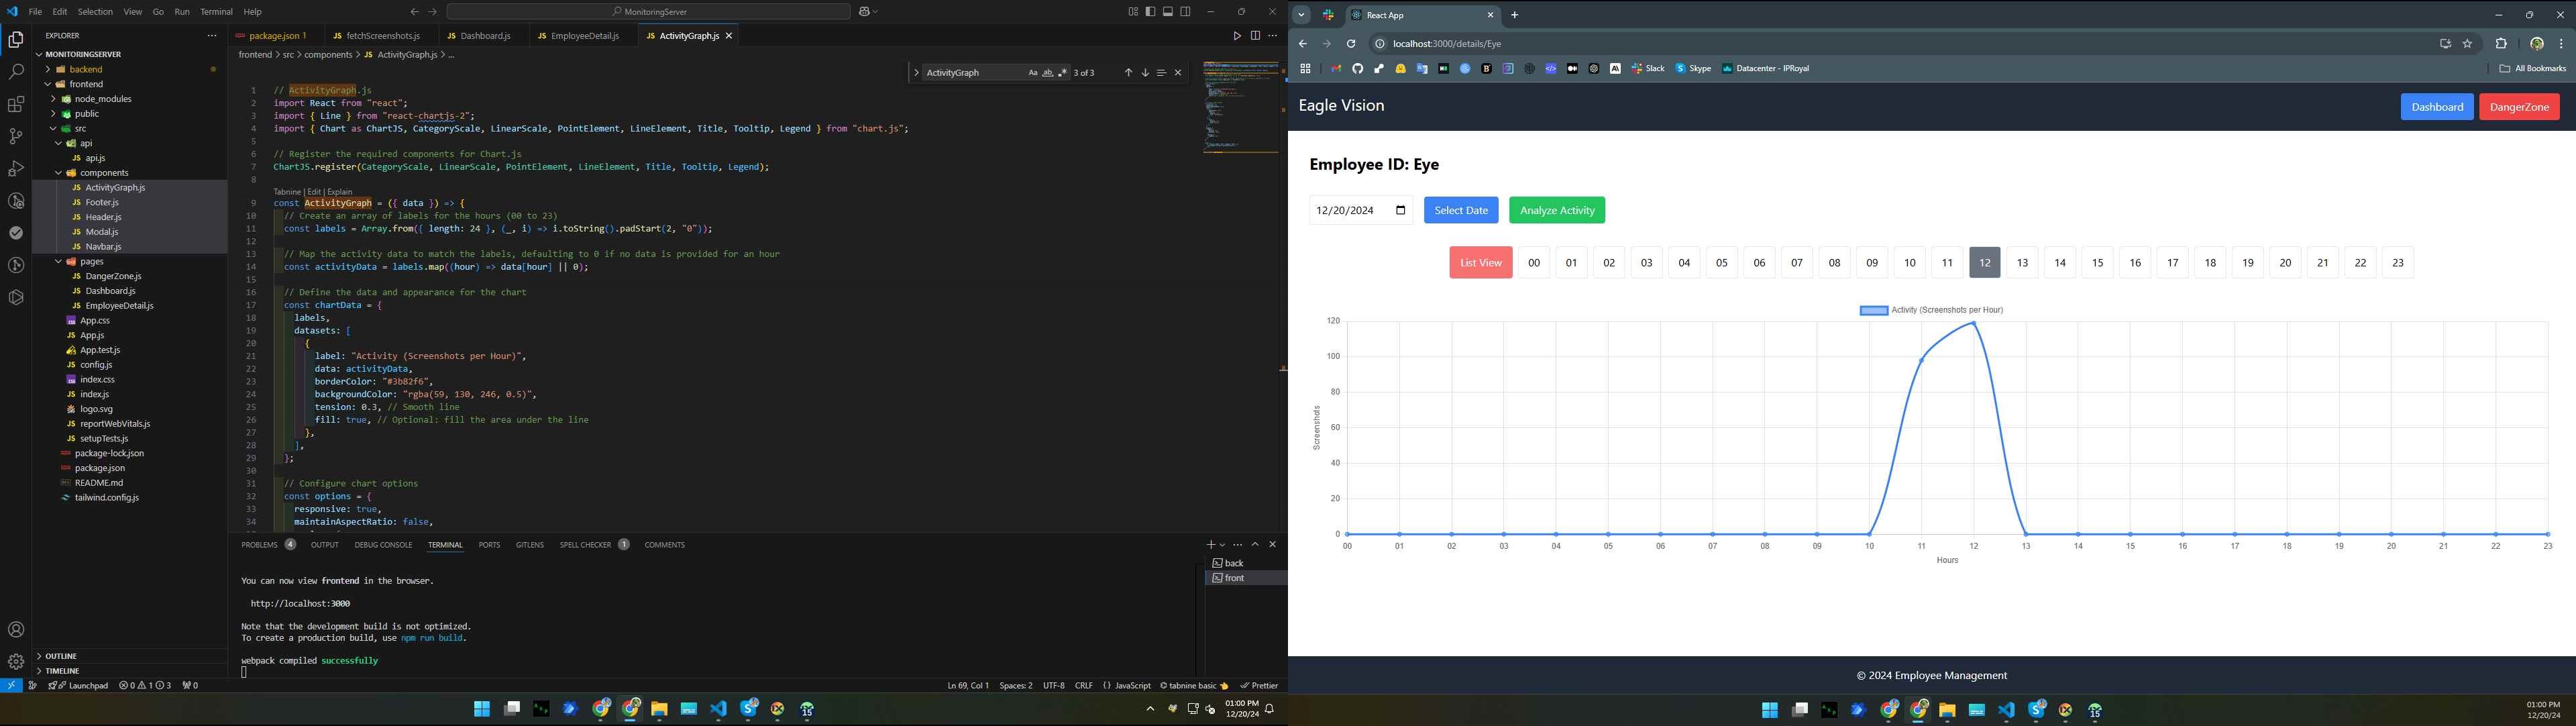 File Edit Selection View Go Run Terminal Help
MonitoringServer
EXPLORER
MONITORINGSERVER
backend
frontend
node_modules
public
src
api
api.js
components
ActivityGraph.js
Footer.js
Header.js
Modal.js
Navbar.js
pages
DangerZone.js
Dashboard.js
EmployeeDetail.js
App.css
App.js
App.test.js
config.js
index.css
index.js
logo.svg
reportWebVitals.js
setupTests.js
package-lock.json
package.json
README.md
tailwind.config.js
OUTLINE
TIMELINE
package.json 1 fetchScreenshots.js Dashboard.js EmployeeDetail.js ActivityGraph.js
frontend > src > components > JS ActivityGraph.js > ...
ActivityGraph Aa ab 3 of 3
1 // ActivityGraph.js
2 import React from "react";
3 import { Line } from "react-chartjs-2";
4 import { Chart as ChartJS, CategoryScale, LinearScale, PointElement, LineElement, Title, Tooltip, Legend } from "chart.js";
5
6 // Register the required components for Chart.js
7 ChartJS.register(CategoryScale, LinearScale, PointElement, LineElement, Title, Tooltip, Legend);
8
Tabnine | Edit | Explain
9 const ActivityGraph = ({ data }) => {
10 // Create an array of labels for the hours (00 to 23)
11 const labels = Array.from({ length: 24 }, (_, i) => i.toString().padStart(2, "0"));
12
13 // Map the activity data to match the labels, defaulting to 0 if no data is provided for an hour
14 const activityData = labels.map((hour) => data[hour] || 0);
15
16 // Define the data and appearance for the chart
17 const chartData = {
18 labels,
19 datasets: [
20 {
21 label: "Activity (Screenshots per Hour)",
22 data: activityData,
23 borderColor: "#3b82f6",
24 backgroundColor: "rgba(59, 130, 246, 0.5)",
25 tension: 0.3, // Smooth line
26 fill: true, // Optional: fill the area under the line
27 },
28 ],
29 };
30
31 // Configure chart options
32 const options = {
33 responsive: true,
34 maintainAspectRatio: false,
PROBLEMS 4 OUTPUT DEBUG CONSOLE TERMINAL PORTS GITLENS SPELL CHECKER 1 COMMENTS
You can now view frontend in the browser.
http://localhost:3000
Note that the development build is not optimized.
To create a production build, use npm run build.
webpack compiled successfully
back
front
Launchpad 0 1 3 0
Ln 69, Col 1 Spaces: 2 UTF-8 CRLF {} JavaScript tabnine basic Prettier
01:00 PM
12/20/24
React App
localhost:3000/details/Eye
Slack Skype Datacenter - IPRoyal All Bookmarks
Eagle Vision
Dashboard DangerZone
Employee ID: Eye
12/20/2024 Select Date Analyze Activity
List View 00 01 02 03 04 05 06 07 08 09 10 11 12 13 14 15 16 17 18 19 20 21 22 23
Activity (Screenshots per Hour)
120
100
80
60
40
20
0
Screenshots
00 01 02 03 04 05 06 07 08 09 10 11 12 13 14 15 16 17 18 19 20 21 22 23
Hours
© 2024 Employee Management
01:00 PM
12/20/24